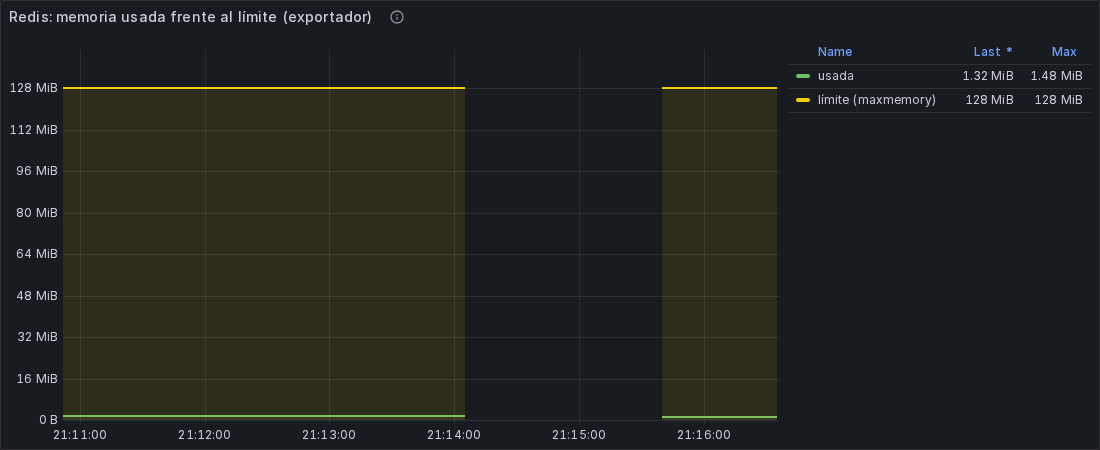 Redis: memoria usada frente al límite (exportador)
Name Last * Max
usada 1.32 MiB 1.48 MiB
límite (maxmemory) 128 MiB 128 MiB
128 MiB
112 MiB
96 MiB
80 MiB
64 MiB
48 MiB
32 MiB
16 MiB
0 B
21:11:00 21:12:00 21:13:00 21:14:00 21:15:00 21:16:00